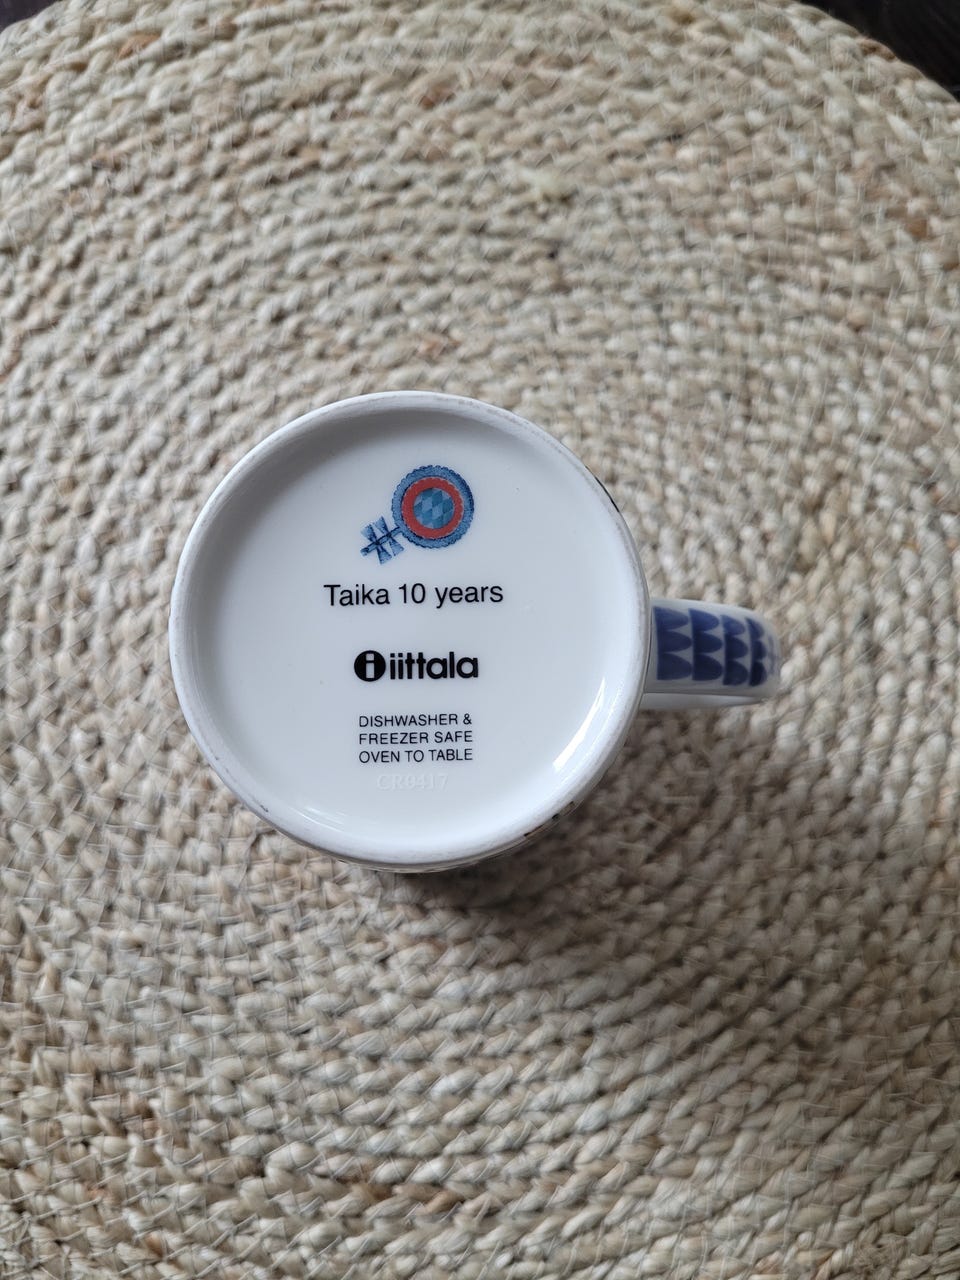 Taika 10 years
iittala
DISHWASHER &
FREEZER SAFE
OVEN TO TABLE
CR0417